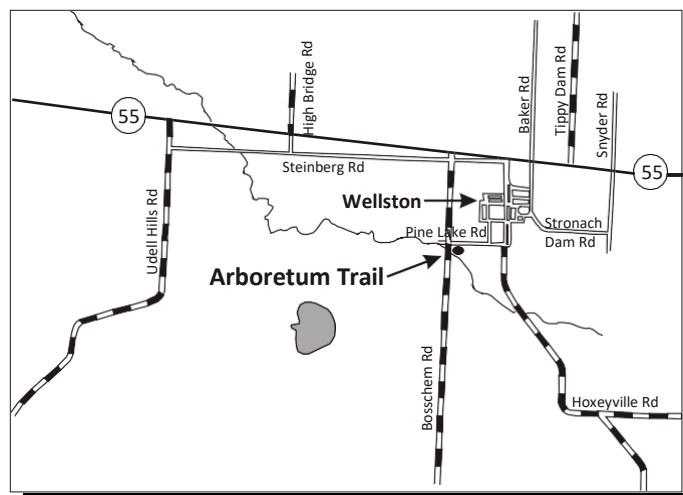 High Bridge Rd
Baker Rd
Tippy Dam Rd
Snyder Rd
55
Steinberg Rd
55
Udell Hills Rd
Wellston
Pine Lake Rd
Stronach
Dam Rd
Arboretum Trail
Bosschem Rd
Hoxeyville Rd